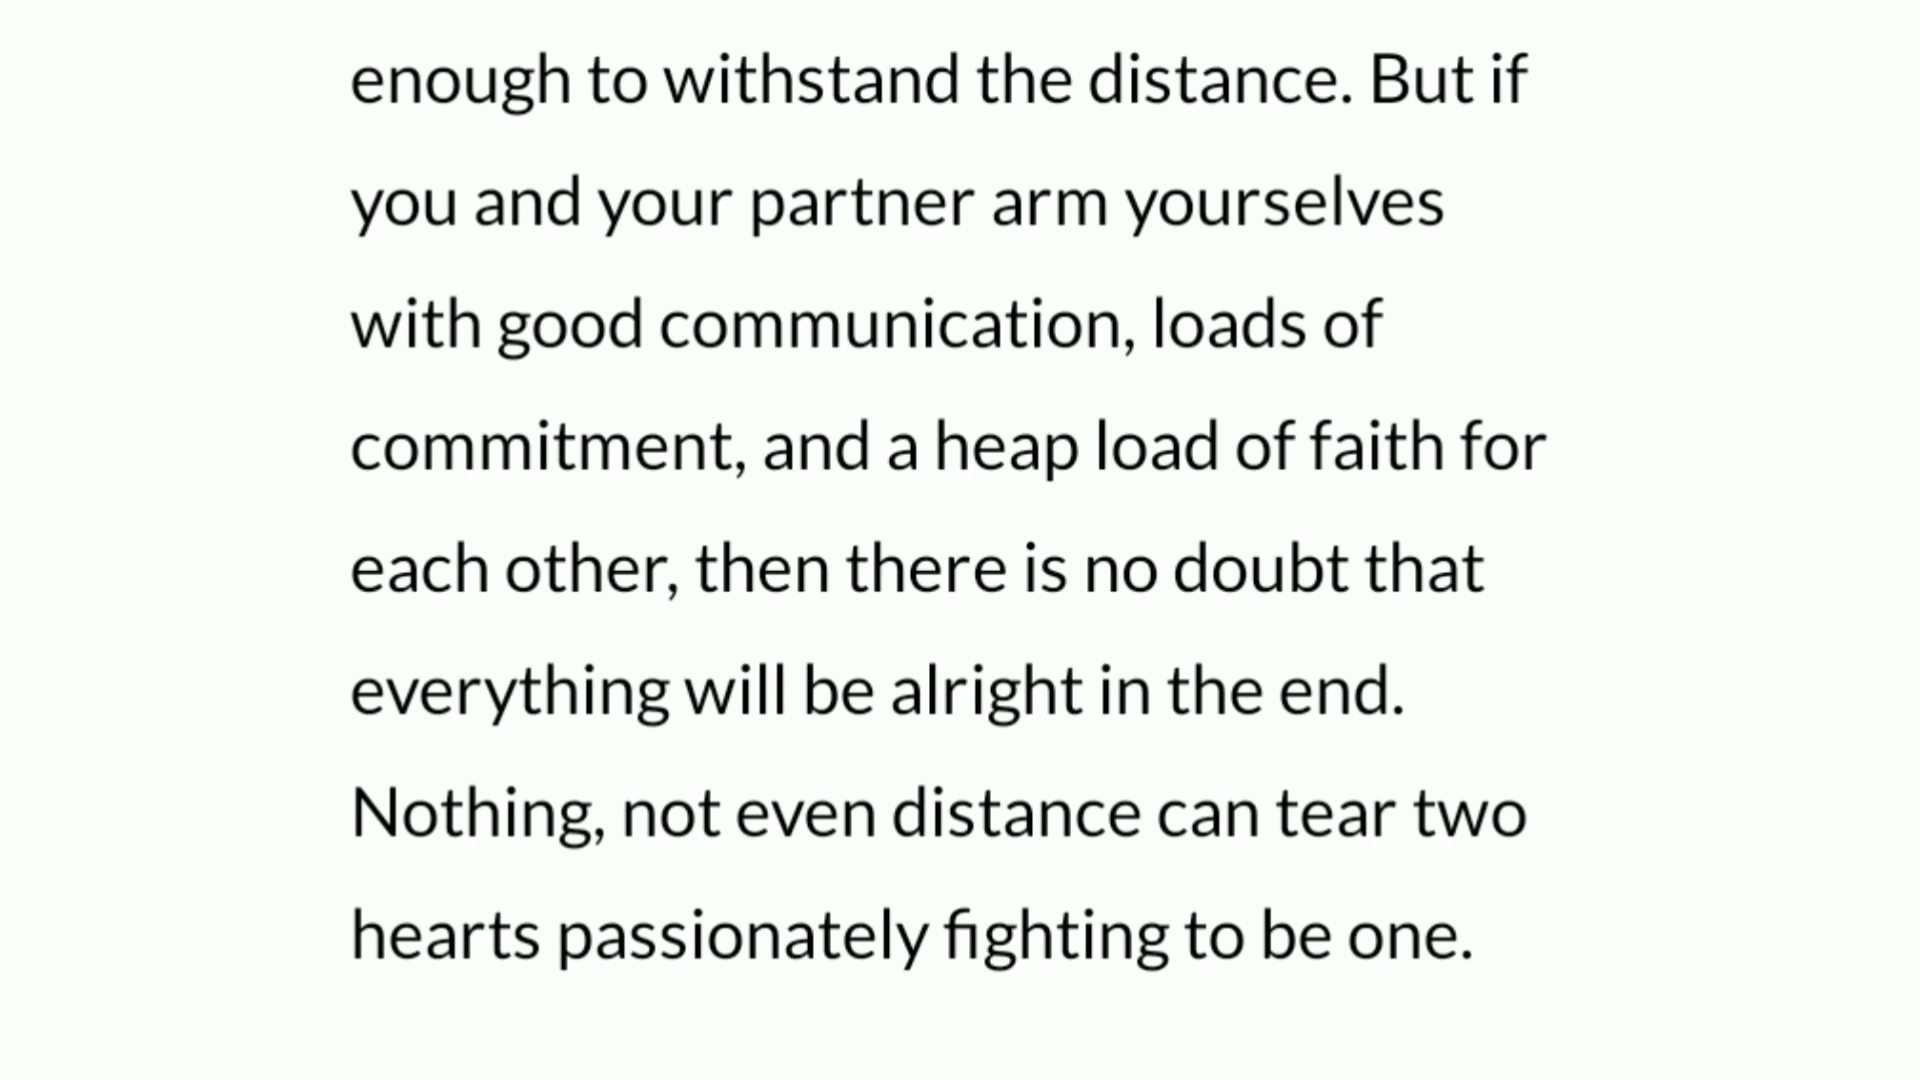 enough to withstand the distance. But if
you and your partner arm yourselves
with good communication, loads of
commitment, and a heap load of faith for
each other, then there is no doubt that
everything will be alright in the end.
Nothing, not even distance can tear two
hearts passionately fighting to be one.